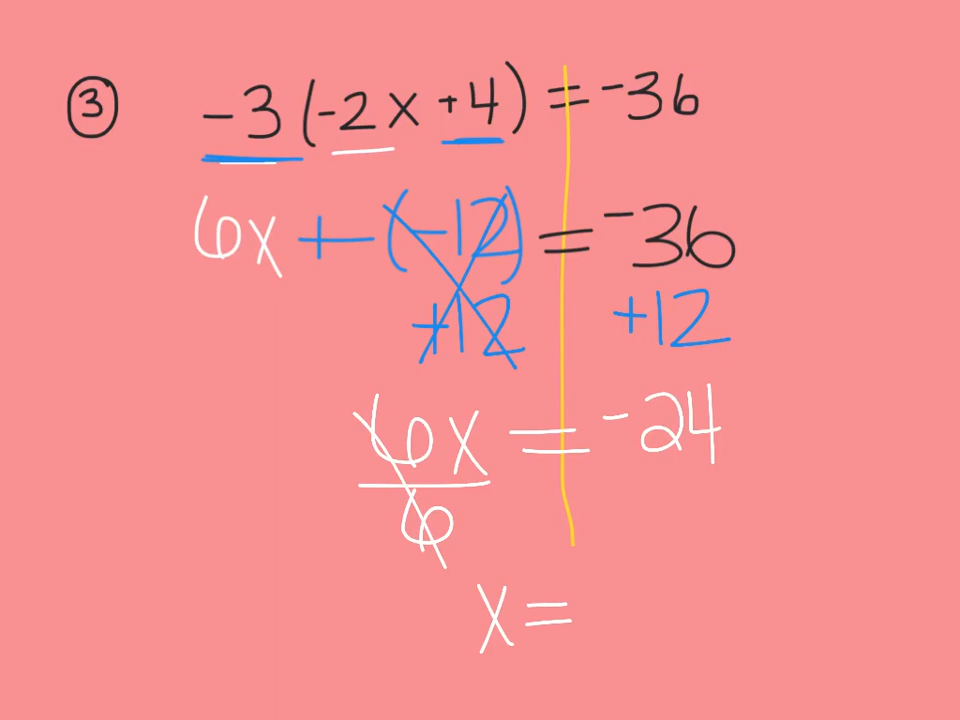 3 -3(-2x +4) = -36
6x + (-12) = -36
+12 +12
6x = -24
6
x =